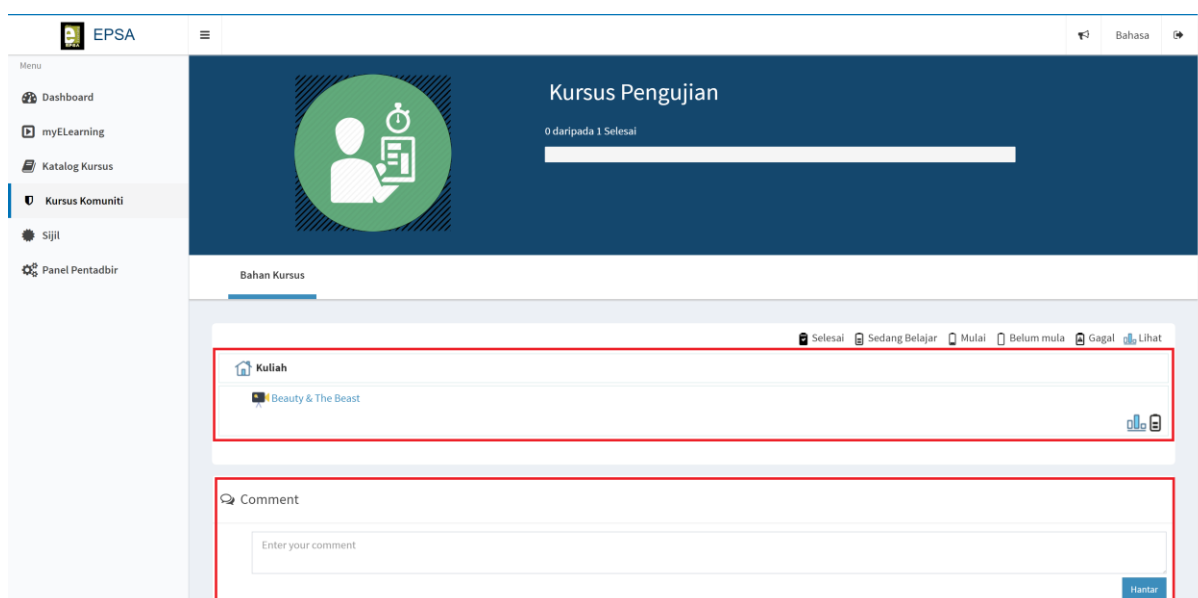 EPSA
Bahasa
Menu
Dashboard
myELearning
Katalog Kursus
Kursus Komuniti
Sijil
Panel Pentadbir
Kursus Pengujian
0 daripada 1 Selesai
Bahan Kursus
Selesai Sedang Belajar Mulai Belum mula Gagal Lihat
Kuliah
Beauty & The Beast
Comment
Enter your comment
Hantar